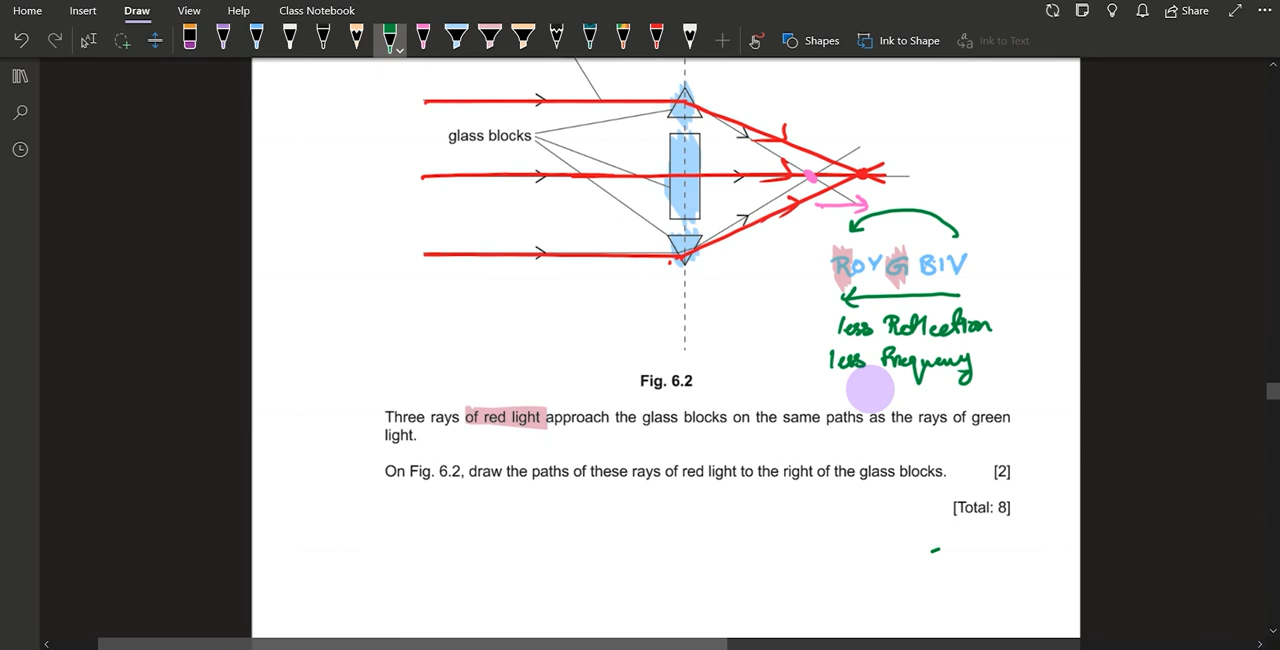 Home Insert Draw View Help Class Notebook
Share
Shapes Ink to Shape Ink to Text
glass blocks
ROYG BIV
less Reflection
less frequency
Fig. 6.2
Three rays of red light approach the glass blocks on the same paths as the rays of green
light.
On Fig. 6.2, draw the paths of these rays of red light to the right of the glass blocks. [2]
[Total: 8]